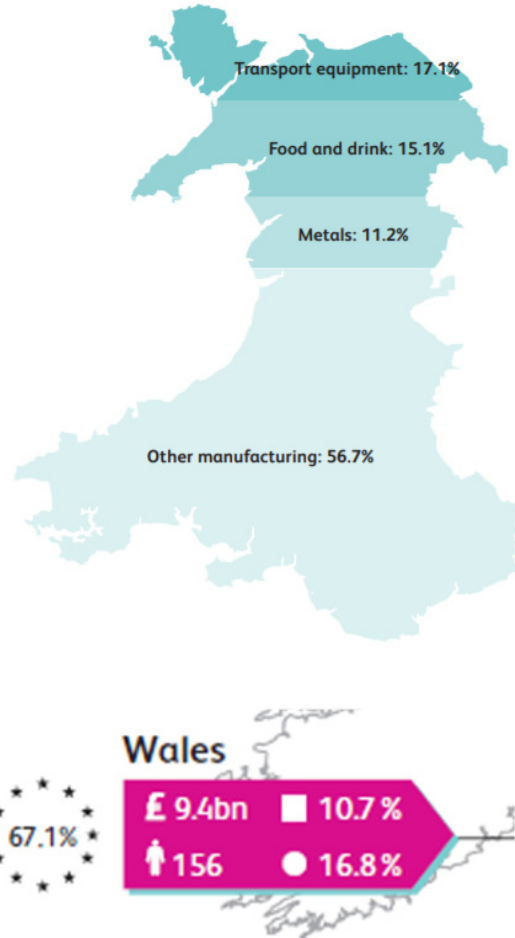 Transport equipment: 17.1%
Food and drink: 15.1%
Metals: 11.2%
Other manufacturing: 56.7%
Wales
£ 9.4bn 10.7%
67.1%
156 16.8%